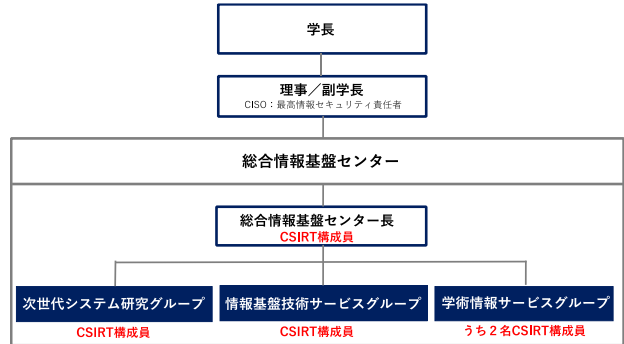 学長
理事／副学長
CISO：最高情報セキュリティ責任者
総合情報基盤センター
総合情報基盤センター長
CSIRT構成員
次世代システム研究グループ
情報基盤技術サービスグループ
学術情報サービスグループ
CSIRT構成員
CSIRT構成員
うち２名CSIRT構成員